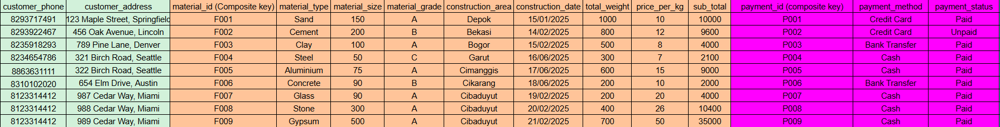 customer_phone customer_address material_id (Composite key) material_type material_size material_grade construction_area construction_date total_weight price_per_kg sub_total payment_id (composite key) payment_method payment_status
8293717491 123 Maple Street, Springfield F001 Sand 150 A Depok 15/01/2025 1000 10 10000 P001 Credit Card Paid
8293922467 456 Oak Avenue, Lincoln F002 Cement 200 B Bekasi 14/02/2025 800 12 9600 P002 Credit Card Unpaid
8235918293 789 Pine Lane, Denver F003 Clay 100 A Bogor 15/02/2025 500 8 4000 P003 Bank Transfer Paid
8234654786 321 Birch Road, Seattle F004 Steel 50 C Garut 16/06/2025 300 7 2100 P004 Cash Paid
8863631111 322 Birch Road, Seattle F005 Aluminium 75 A Cimanggis 17/06/2025 600 15 9000 P005 Cash Paid
8310102020 654 Elm Drive, Austin F006 Concrete 90 B Cikarang 18/06/2025 200 10 2000 P006 Bank Transfer Paid
8123314412 987 Cedar Way, Miami F007 Glass 90 A Cibaduyut 19/02/2025 200 20 4000 P007 Cash Paid
8123314412 988 Cedar Way, Miami F008 Stone 300 A Cibaduyut 20/02/2025 400 26 10400 P008 Cash Paid
8123314412 989 Cedar Way, Miami F009 Gypsum 500 A Cibaduyut 21/02/2025 700 50 35000 P009 Cash Paid